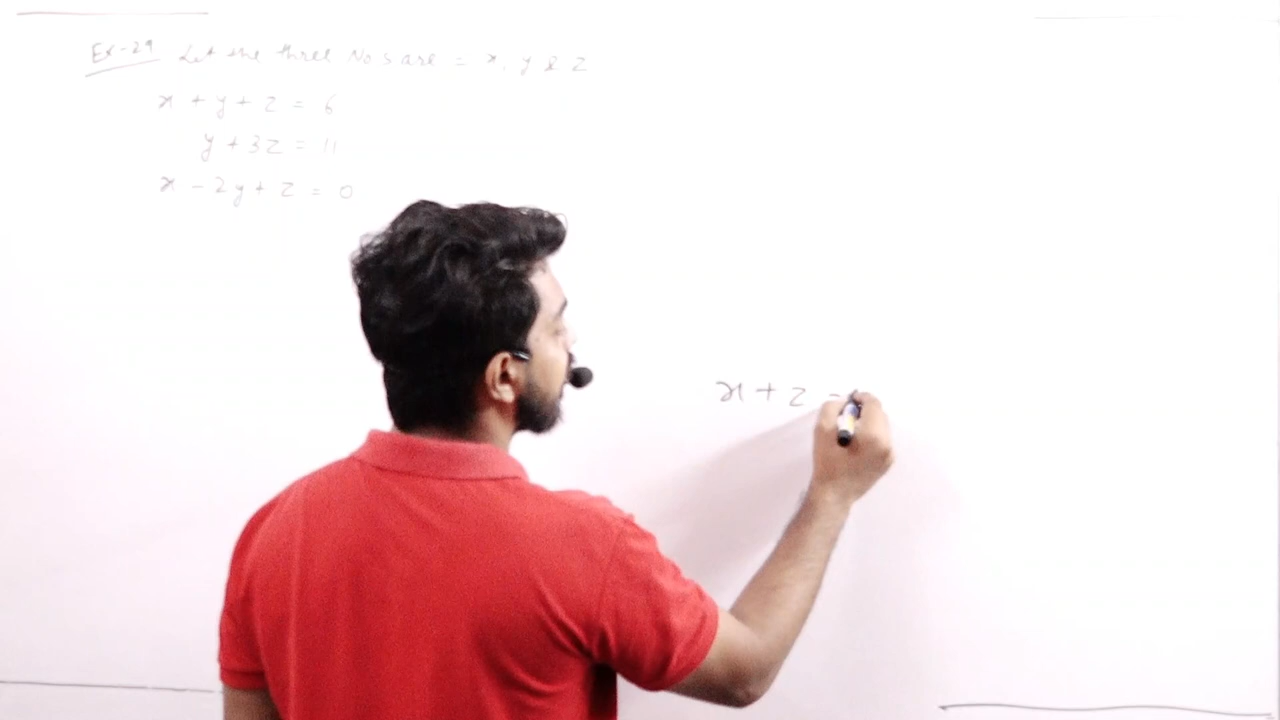 Ex-29 Let the three No s are = x, y & z
x + y + z = 6
y + 3z = 11
x - 2y + z = 0
x + z =